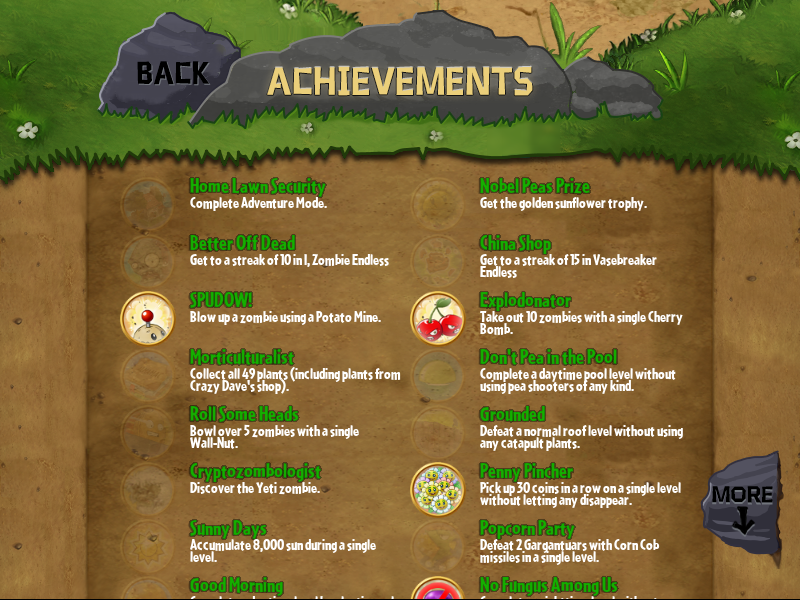 BACK
ACHIEVEMENTS
Home Lawn Security
Complete Adventure Mode.
Nobel Peas Prize
Get the golden sunflower trophy.
Better Off Dead
Get to a streak of 10 in I, Zombie Endless
China Shop
Get to a streak of 15 in Vasebreaker
Endless
SPUDOW!
Blow up a zombie using a Potato Mine.
Explodonator
Take out 10 zombies with a single Cherry
Bomb.
Morticulturalist
Collect all 49 plants (including plants from
Crazy Dave's shop).
Don't Pea in the Pool
Complete a daytime pool level without
using pea shooters of any kind.
Roll Some Heads
Bowl over 5 zombies with a single
Wall-Nut.
Grounded
Defeat a normal roof level without using
any catapult plants.
Cryptozombologist
Discover the Yeti zombie.
Penny Pincher
Pick up 30 coins in a row on a single level
without letting any disappear.
MORE
Sunny Days
Accumulate 8,000 sun during a single
level.
Popcorn Party
Defeat 2 Gargantuars with Corn Cob
missiles in a single level.
Good Morning
No Fungus Among Us